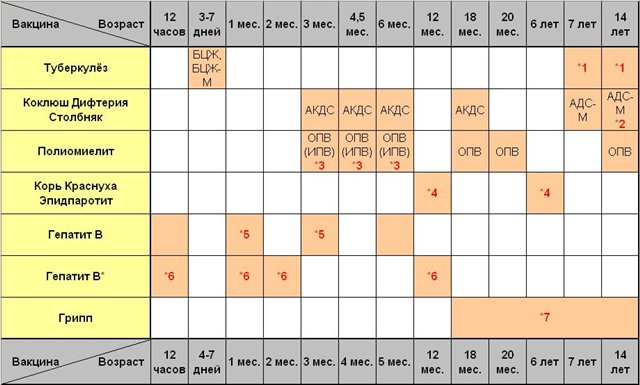 Вакцина Возраст 12 часов 3-7 дней 1 мес. 2 мес. 3 мес. 4,5 мес. 6 мес. 12 мес. 18 мес. 20 мес. 6 лет 7 лет 14 лет
Туберкулёз БЦЖ, БЦЖ-М *1 *1
Коклюш Дифтерия Столбняк АКДС АКДС АКДС АКДС АДС-М АДС-М *2
Полиомиелит ОПВ (ИПВ) *3 ОПВ (ИПВ) *3 ОПВ (ИПВ) *3 ОПВ ОПВ ОПВ
Корь Краснуха Эпидпаротит *4 *4
Гепатит В *5 *5
Гепатит В* *6 *6 *6 *6
Грипп *7
Вакцина Возраст 12 часов 4-7 дней 1 мес. 2 мес. 3 мес. 4 мес. 5 мес. 12 мес. 18 мес. 20 мес. 6 лет 7 лет 14 лет